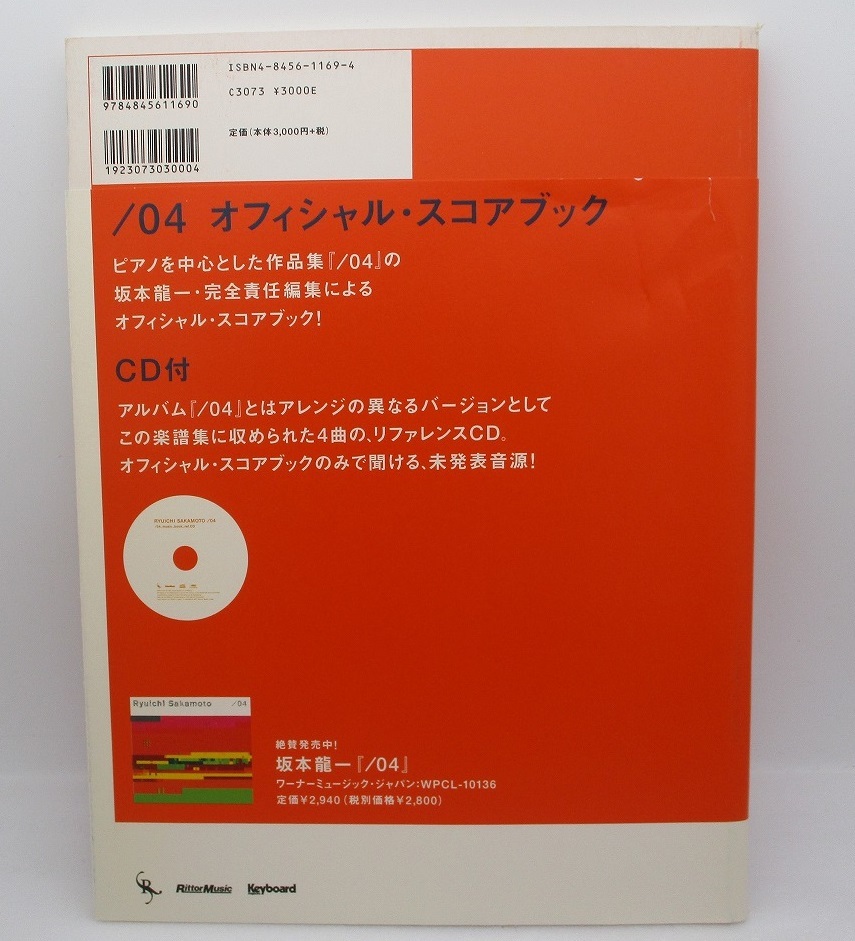 ISBN4-8456-1169-4
9784845611690
C3073 ¥3000E
定価(本体3,000円+税)
1923073030004
/04 オフィシャル・スコアブック
ピアノを中心とした作品集『/04』の
坂本龍一・完全責任編集による
オフィシャル・スコアブック!
CD付
アルバム『/04』とはアレンジの異なるバージョンとして
この楽譜集に収められた4曲の、リファレンスCD。
オフィシャル・スコアブックのみで聞ける、未発表音源!
RYUICHI SAKAMOTO /04
Ryuichi Sakamoto /04
絶賛発売中!
坂本龍一『/04』
ワーナーミュージック・ジャパン:WPCL-10136
定価¥2,940(税別価格¥2,800)
RittorMusic Keyboard